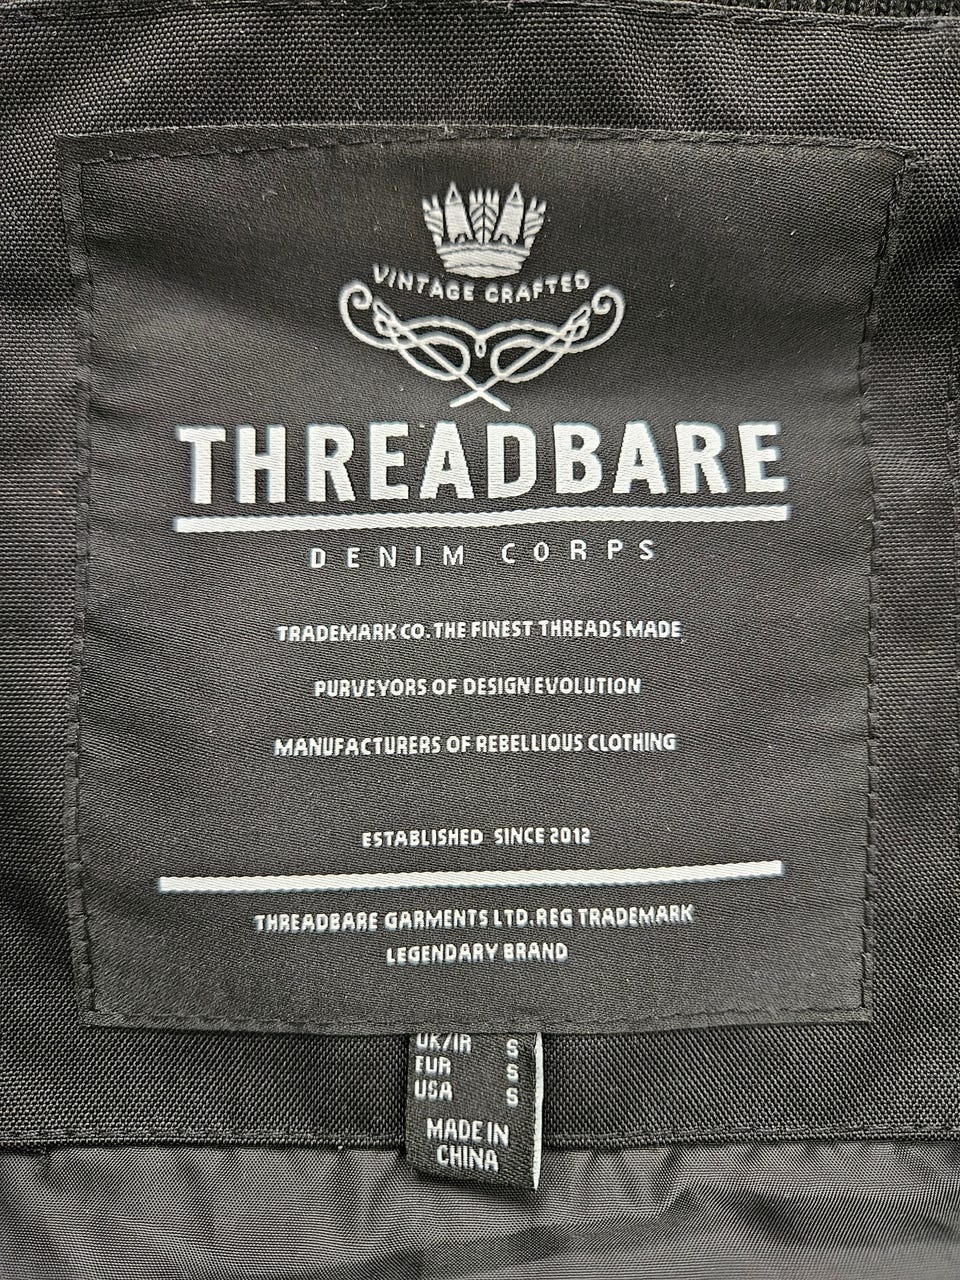 VINTAGE CRAFTED
THREADBARE
DENIM CORPS
TRADEMARK CO. THE FINEST THREADS MADE
PURVEYORS OF DESIGN EVOLUTION
MANUFACTURERS OF REBELLIOUS CLOTHING
ESTABLISHED SINCE 2012
THREADBARE GARMENTS LTD. REG TRADEMARK
LEGENDARY BRAND
UK/IR S
EUR S
USA S
MADE IN
CHINA